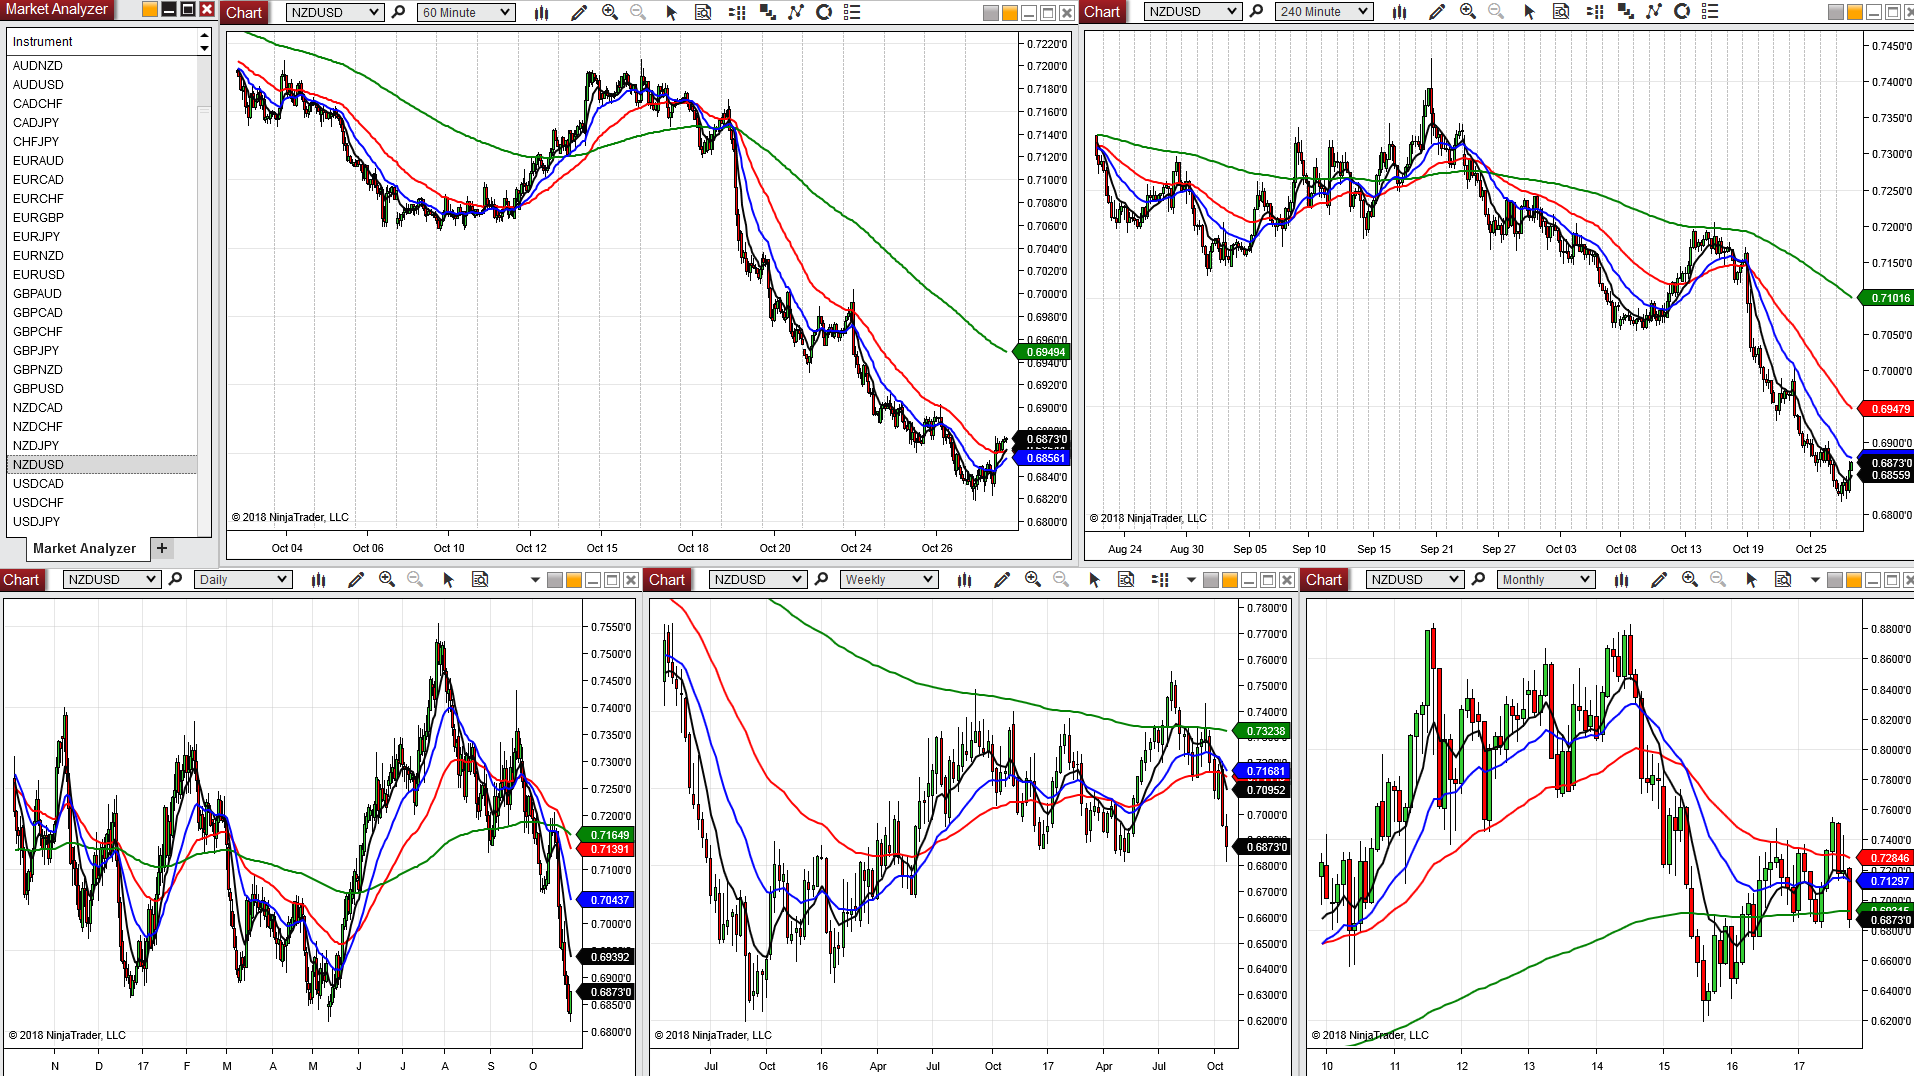 Market Analyzer
Instrument
AUDNZD
AUDUSD
CADCHF
CADJPY
CHFJPY
EURAUD
EURCAD
EURCHF
EURGBP
EURJPY
EURNZD
EURUSD
GBPAUD
GBPCAD
GBPCHF
GBPJPY
GBPNZD
GBPUSD
NZDCAD
NZDCHF
NZDJPY
NZDUSD
USDCAD
USDCHF
USDJPY
Market Analyzer +
Chart NZDUSD 60 Minute
0.7220'0
0.7200'0
0.7180'0
0.7160'0
0.7140'0
0.7120'0
0.7100'0
0.7080'0
0.7060'0
0.7040'0
0.7020'0
0.7000'0
0.6980'0
0.6960'0
0.69494
0.6940'0
0.6920'0
0.6900'0
0.6873'0
0.68561
0.6840'0
0.6820'0
0.6800'0
© 2018 NinjaTrader, LLC
Oct 04 Oct 06 Oct 10 Oct 12 Oct 15 Oct 18 Oct 20 Oct 24 Oct 26
Chart NZDUSD 240 Minute
0.7450'0
0.7400'0
0.7350'0
0.7300'0
0.7250'0
0.7200'0
0.7150'0
0.71016
0.7050'0
0.7000'0
0.69479
0.6900'0
0.6873'0
0.68559
0.6800'0
© 2018 NinjaTrader, LLC
Aug 24 Aug 30 Sep 05 Sep 10 Sep 15 Sep 21 Sep 27 Oct 03 Oct 08 Oct 13 Oct 19 Oct 25
Chart NZDUSD Daily
0.7550'0
0.7500'0
0.7450'0
0.7400'0
0.7350'0
0.7300'0
0.7250'0
0.7200'0
0.71649
0.71391
0.7100'0
0.70437
0.7000'0
0.69392
0.6900'0
0.6873'0
0.6850'0
0.6800'0
© 2018 NinjaTrader, LLC
N D 17 F M A M J J A S O
Chart NZDUSD Weekly
0.7800'0
0.7700'0
0.7600'0
0.7500'0
0.7400'0
0.73238
0.71681
0.70952
0.7000'0
0.6873'0
0.6800'0
0.6700'0
0.6600'0
0.6500'0
0.6400'0
0.6300'0
0.6200'0
© 2018 NinjaTrader, LLC
Jul Oct 16 Apr Jul Oct 17 Apr Jul Oct
Chart NZDUSD Monthly
0.8800'0
0.8600'0
0.8400'0
0.8200'0
0.8000'0
0.7800'0
0.7600'0
0.7400'0
0.72846
0.71297
0.6873'0
0.6800'0
0.6600'0
0.6400'0
0.6200'0
© 2018 NinjaTrader, LLC
10 11 12 13 14 15 16 17